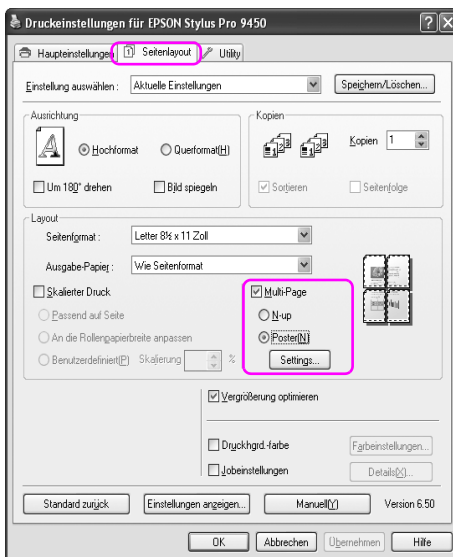 Druckeinstellungen für EPSON Stylus Pro 9450
Haupteinstellungen Seitenlayout Utility
Einstellung auswählen : Aktuelle Einstellungen Speichern/Löschen...
Ausrichtung Kopien
Hochformat Querformat(H) Kopien 1
Um 180° drehen Bild spiegeln Sortieren Seitenfolge
Layout
Seitenformat : Letter 8½ x 11 Zoll
Ausgabe-Papier : Wie Seitenformat
Skalierter Druck Multi-Page
Passend auf Seite N-up
An die Rollenpapierbreite anpassen Poster(N)
Benutzerdefiniert(P) Skalierung % Settings...
Vergrößerung optimieren
Druckhgrd.-farbe Farbeinstellungen...
Jobeinstellungen Details(X)...
Standard zurück Einstellungen anzeigen... Manuell(Y) Version 6.50
OK Abbrechen Übernehmen Hilfe